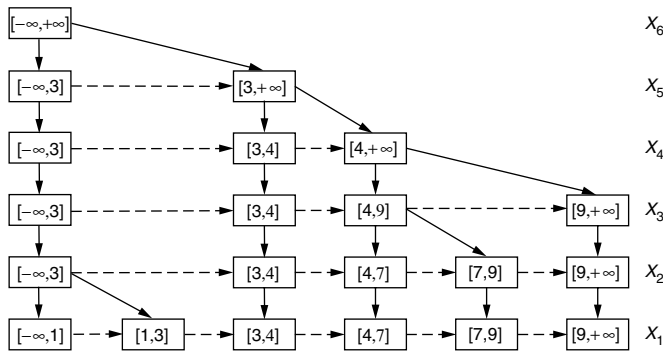 [−∞,+∞] X6
[−∞,3] [3,+∞] X5
[−∞,3] [3,4] [4,+∞] X4
[−∞,3] [3,4] [4,9] [9,+∞] X3
[−∞,3] [3,4] [4,7] [7,9] [9,+∞] X2
[−∞,1] [1,3] [3,4] [4,7] [7,9] [9,+∞] X1